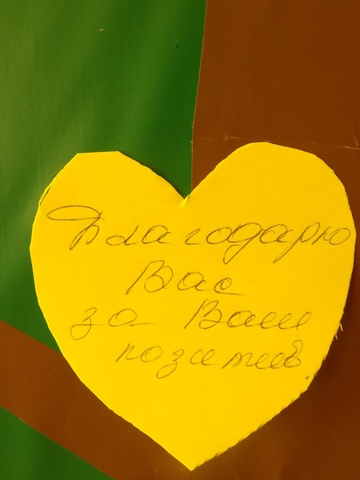 Благодарю
Вас
за Ваш
позитив